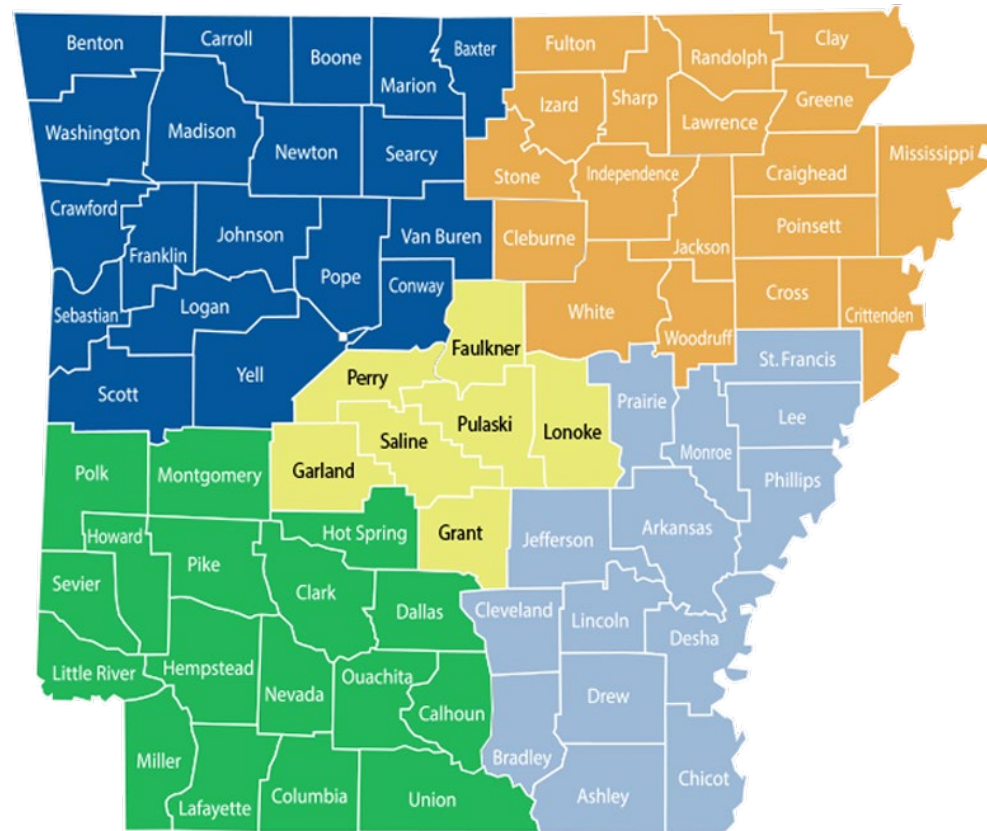 Benton
Carroll
Boone
Marion
Baxter
Fulton
Randolph
Clay
Izard
Sharp
Lawrence
Greene
Washington
Madison
Newton
Searcy
Stone
Independence
Craighead
Mississippi
Crawford
Franklin
Johnson
Pope
Van Buren
Cleburne
Jackson
Poinsett
Sebastian
Logan
Conway
White
Woodruff
Cross
Crittenden
Scott
Yell
Perry
Faulkner
Prairie
St. Francis
Lee
Garland
Saline
Pulaski
Lonoke
Monroe
Phillips
Polk
Montgomery
Hot Spring
Grant
Jefferson
Arkansas
Howard
Pike
Sevier
Clark
Dallas
Cleveland
Lincoln
Desha
Little River
Hempstead
Nevada
Ouachita
Calhoun
Drew
Miller
Lafayette
Columbia
Union
Bradley
Ashley
Chicot